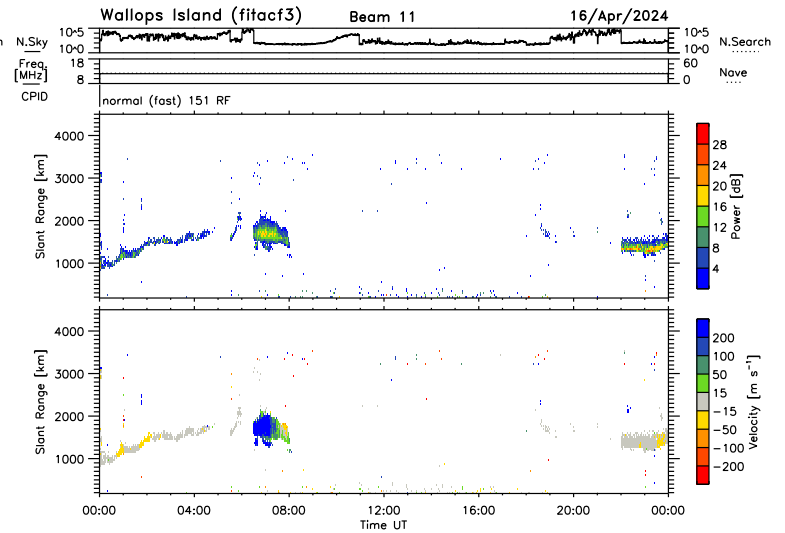 Wallops Island (fitacf3) Beam 11 16/Apr/2024
n N.Sky 10^5 10^0 10^5 10^0 N.Search
Freq. [MHz] 18 8 60 0 Nave
CPID normal (fast) 151 RF
Slant Range [km]
4000
3000
2000
1000
28
24
20
16
12
8
4
Power [dB]
Slant Range [km]
4000
3000
2000
1000
200
100
50
15
-15
-50
-100
-200
Velocity [m s⁻¹]
00:00 04:00 08:00 12:00 16:00 20:00 00:00
Time UT